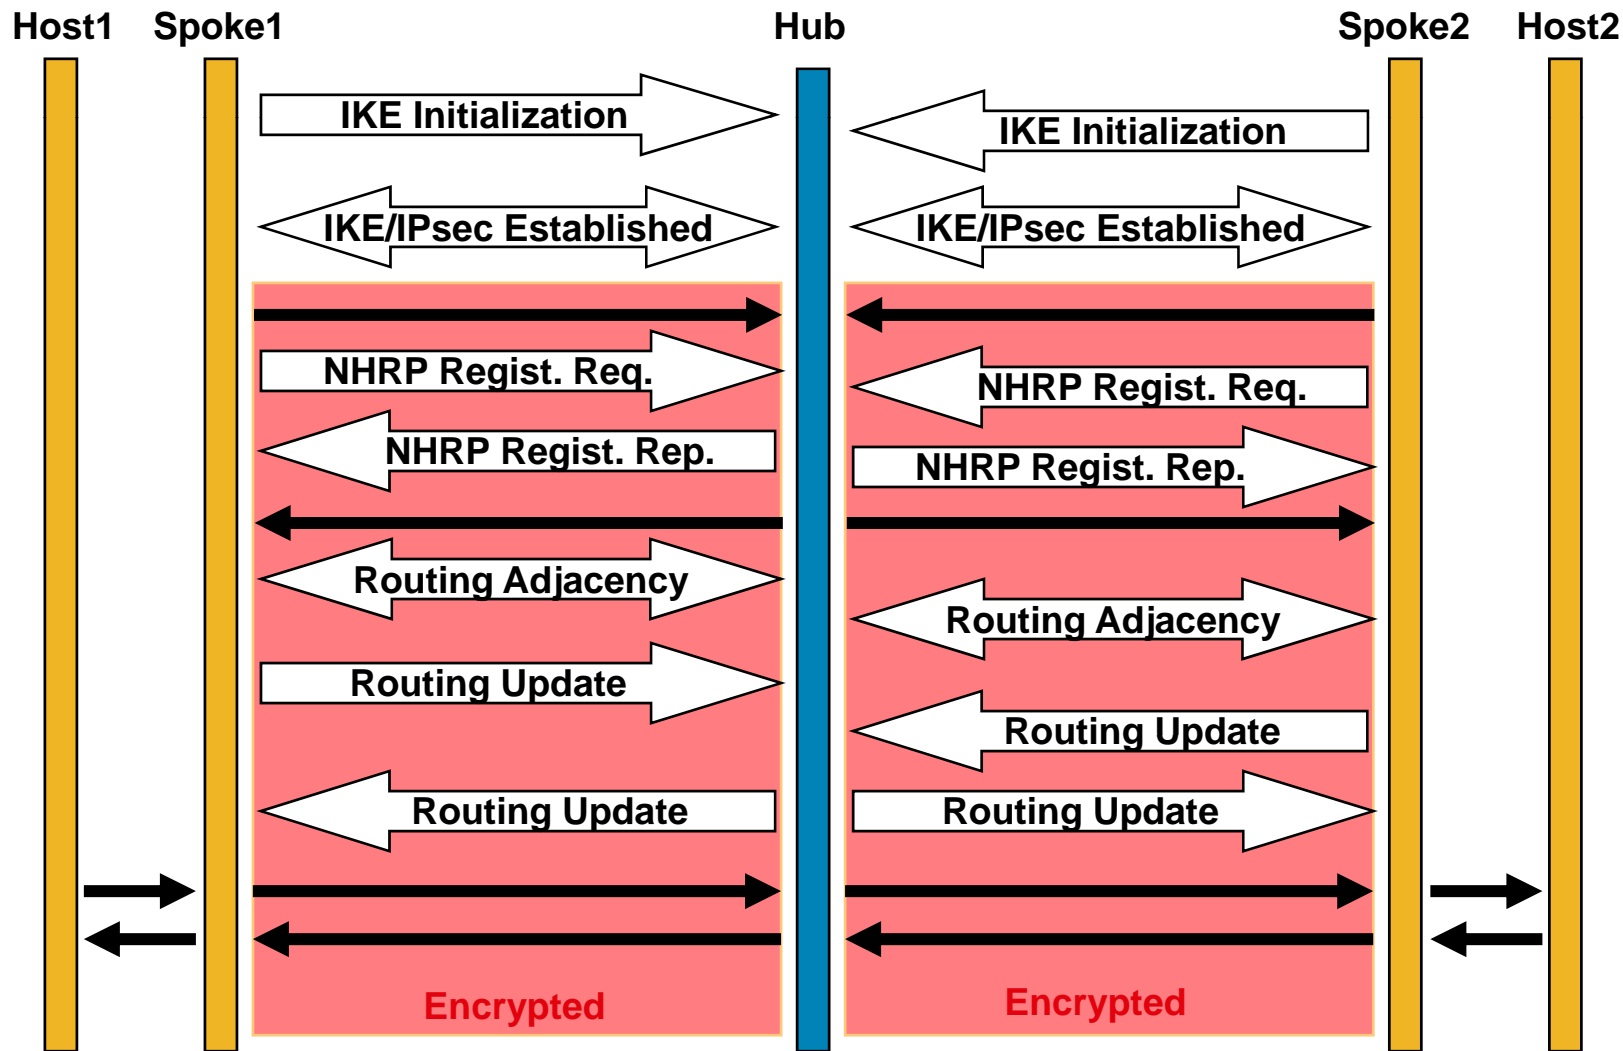 Host1 Spoke1 Hub Spoke2 Host2
IKE Initialization
IKE Initialization
IKE/IPsec Established
IKE/IPsec Established
NHRP Regist. Req.
NHRP Regist. Req.
NHRP Regist. Rep.
NHRP Regist. Rep.
Routing Adjacency
Routing Adjacency
Routing Update
Routing Update
Routing Update
Routing Update
Encrypted
Encrypted